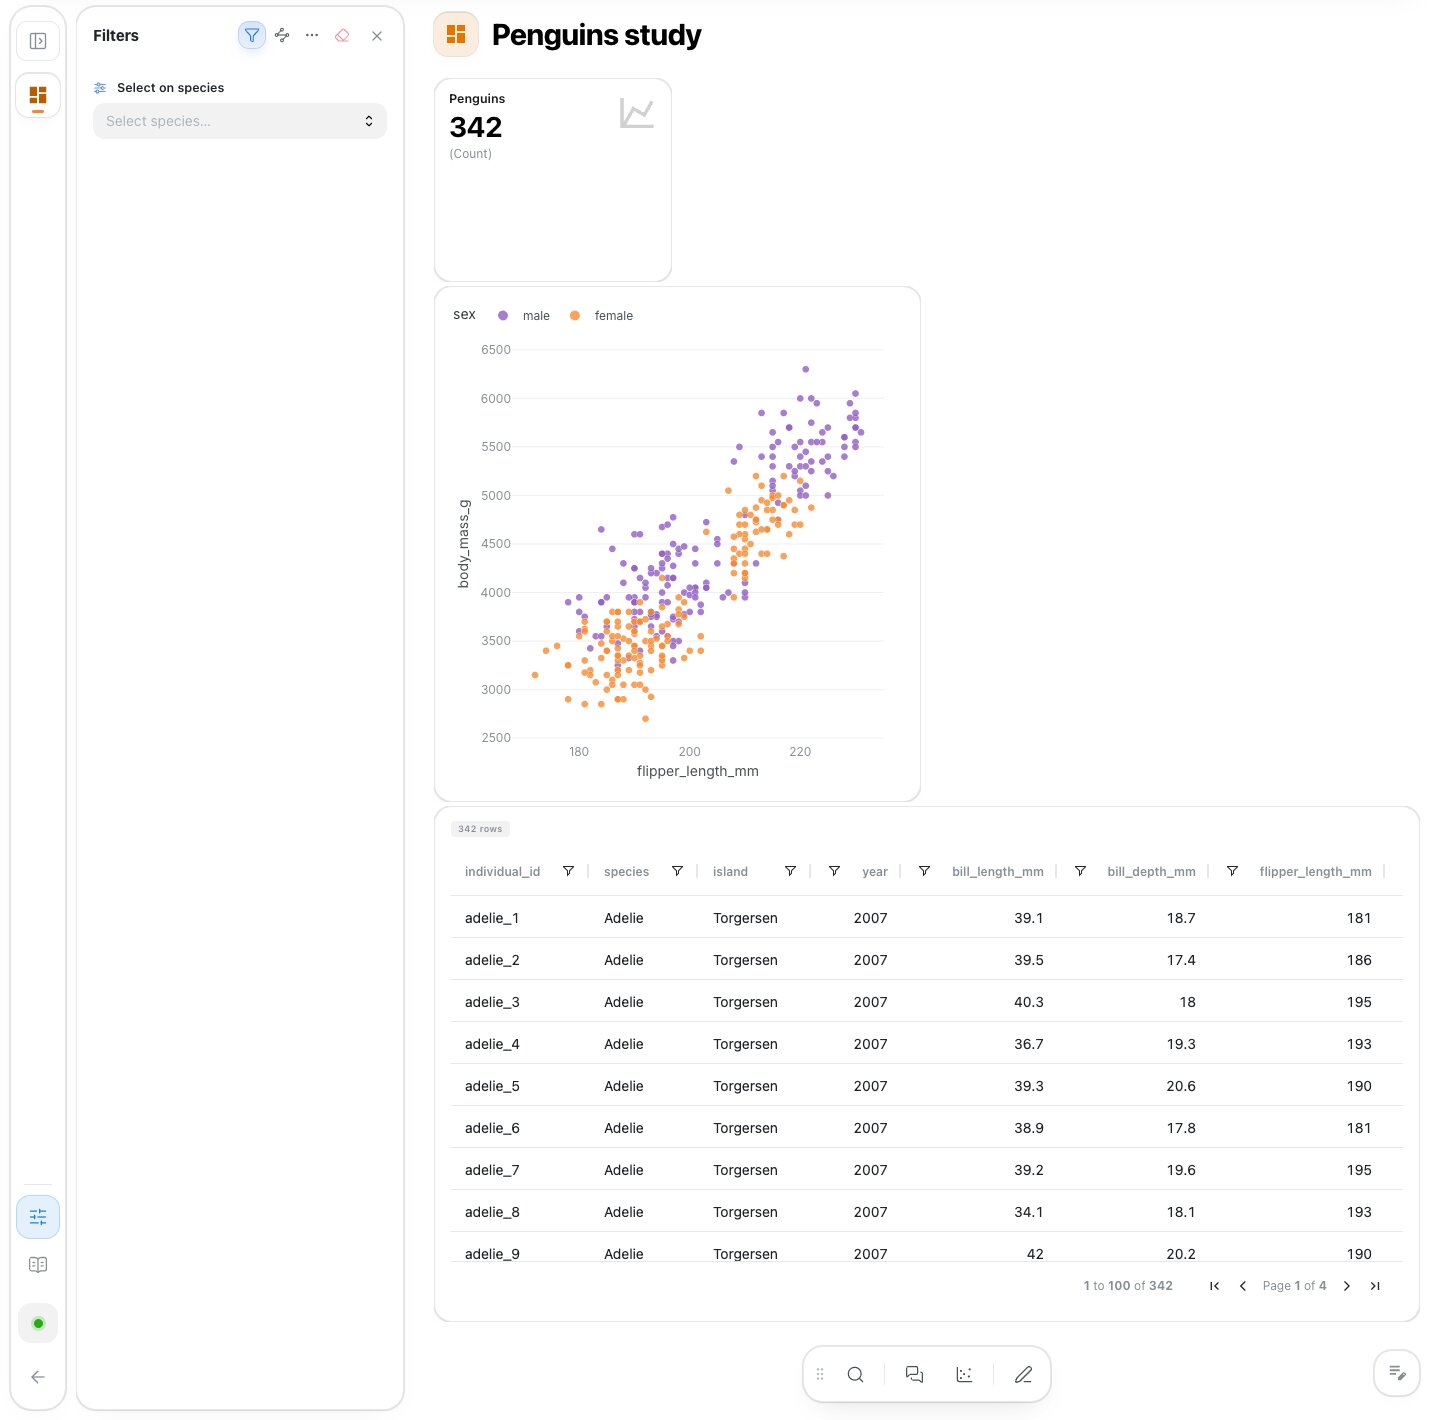 Filters
Select on species
Select species...
Penguins study
Penguins
342
(Count)
sex male female
6500
6000
5500
5000
4500
4000
3500
3000
2500
body_mass_g
180 200 220
flipper_length_mm
342 rows
individual_id species island year bill_length_mm bill_depth_mm flipper_length_mm
adelie_1 Adelie Torgersen 2007 39.1 18.7 181
adelie_2 Adelie Torgersen 2007 39.5 17.4 186
adelie_3 Adelie Torgersen 2007 40.3 18 195
adelie_4 Adelie Torgersen 2007 36.7 19.3 193
adelie_5 Adelie Torgersen 2007 39.3 20.6 190
adelie_6 Adelie Torgersen 2007 38.9 17.8 181
adelie_7 Adelie Torgersen 2007 39.2 19.6 195
adelie_8 Adelie Torgersen 2007 34.1 18.1 193
adelie_9 Adelie Torgersen 2007 42 20.2 190
1 to 100 of 342 Page 1 of 4